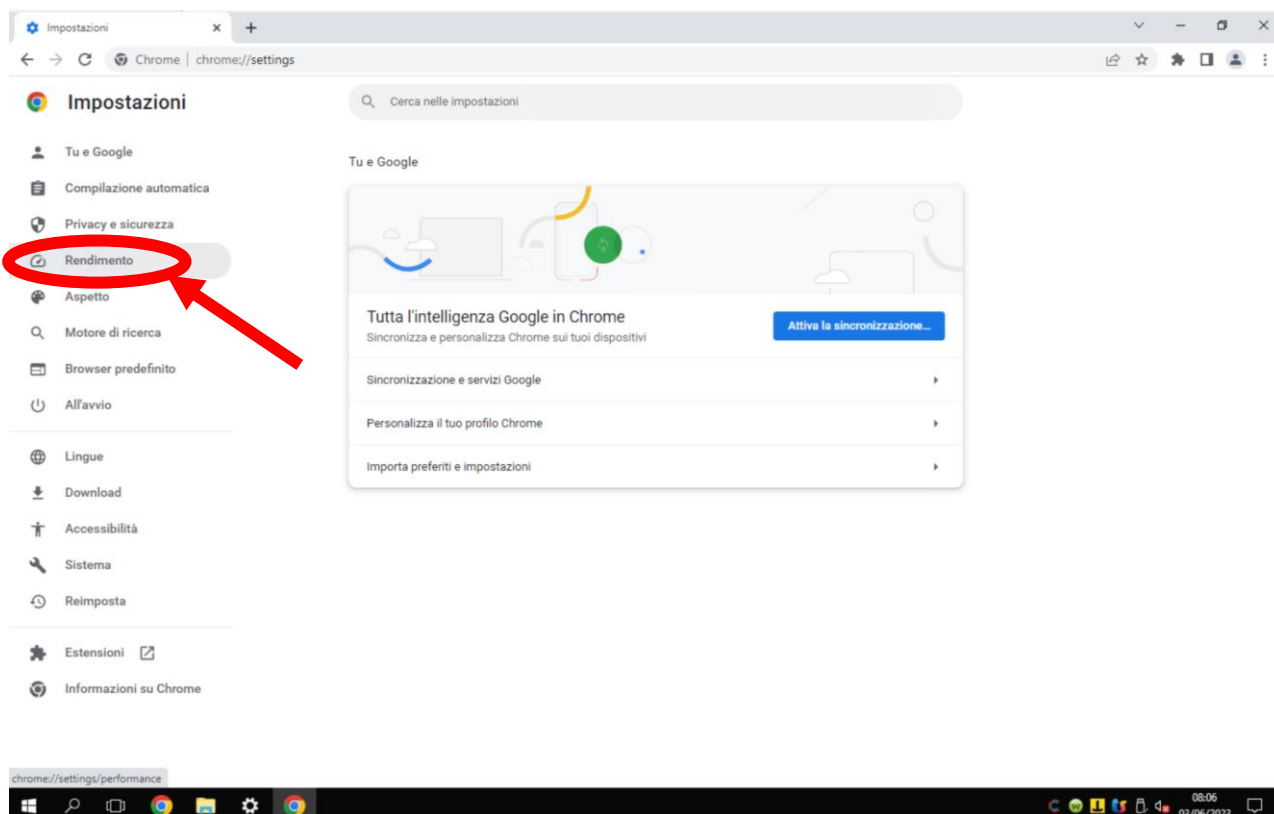 Impostazioni
Chrome | chrome://settings
Impostazioni
Cerca nelle impostazioni
Tu e Google
Compilazione automatica
Privacy e sicurezza
Rendimento
Aspetto
Motore di ricerca
Browser predefinito
All'avvio
Lingue
Download
Accessibilità
Sistema
Reimposta
Estensioni
Informazioni su Chrome
Tu e Google
Tutta l'intelligenza Google in Chrome
Sincronizza e personalizza Chrome sui tuoi dispositivi
Attiva la sincronizzazione...
Sincronizzazione e servizi Google
Personalizza il tuo profilo Chrome
Importa preferiti e impostazioni
chrome://settings/performance
08:06